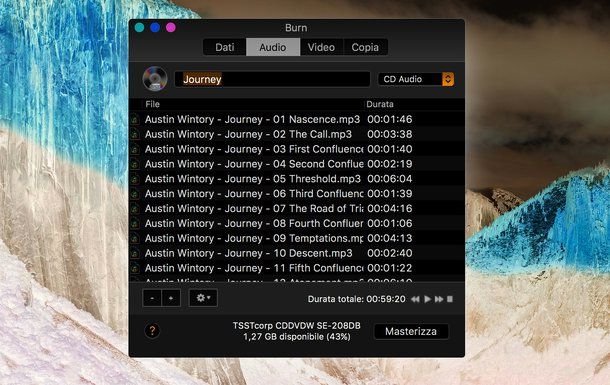 Burn
Dati Audio Video Copia
Journey CD Audio
File Durata
Austin Wintory - Journey - 01 Nascence.mp3 00:01:46
Austin Wintory - Journey - 02 The Call.mp3 00:03:38
Austin Wintory - Journey - 03 First Confluence 00:01:40
Austin Wintory - Journey - 04 Second Conflue 00:02:19
Austin Wintory - Journey - 05 Threshold.mp3 00:06:04
Austin Wintory - Journey - 06 Third Confluenc 00:01:39
Austin Wintory - Journey - 07 The Road of Tria 00:04:16
Austin Wintory - Journey - 08 Fourth Confluen 00:01:06
Austin Wintory - Journey - 09 Temptations.mp 00:04:13
Austin Wintory - Journey - 10 Descent.mp3 00:02:40
Austin Wintory - Journey - 11 Fifth Confluence 00:01:22
Austin Wintory - Journey - 12 Atonement.mp3
- + Durata totale: 00:59:20
? TSSTcorp CDDVDW SE-208DB
1,27 GB disponibile (43%) Masterizza